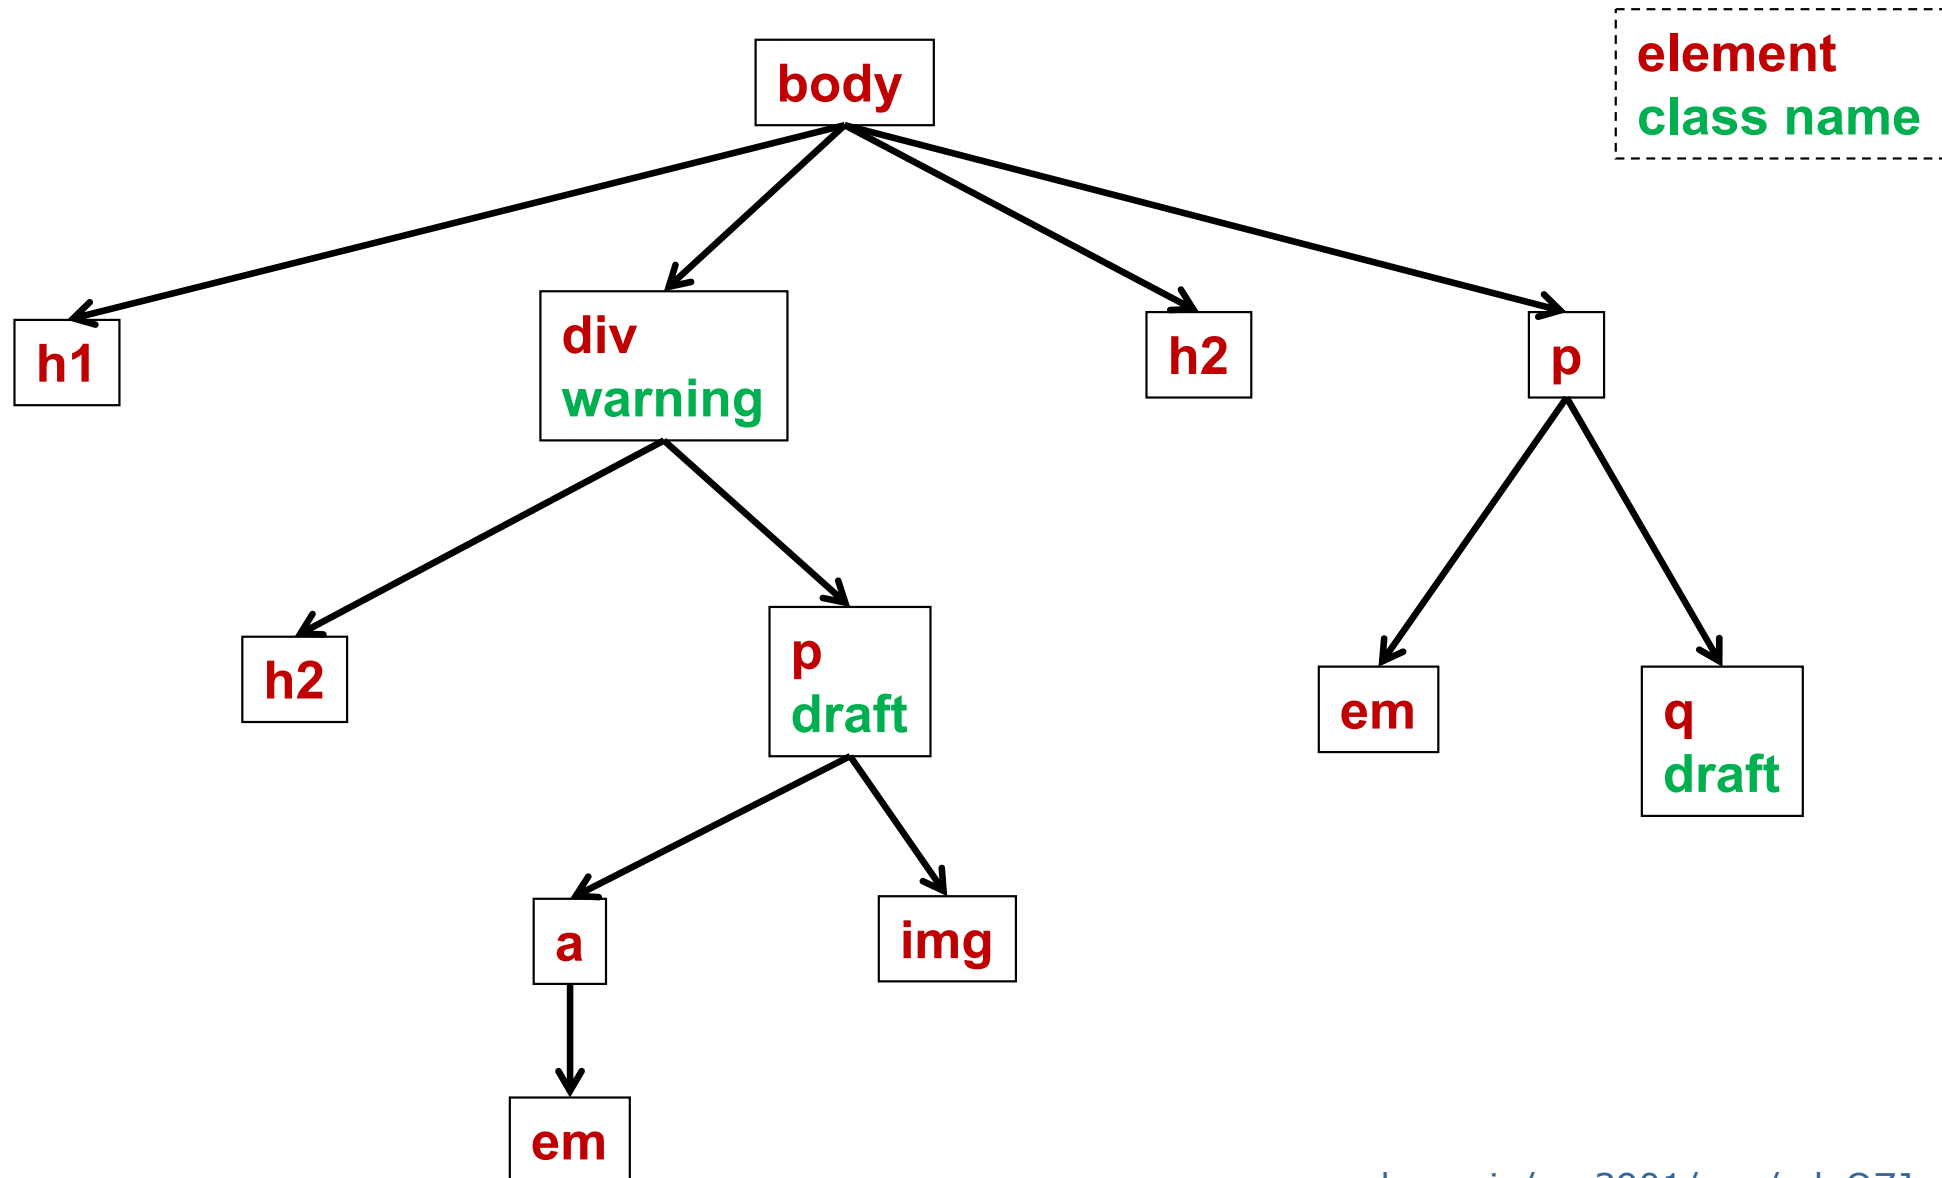 element
class name
body
h1
div
warning
h2
p
h2
p
draft
em
q
draft
a
img
em